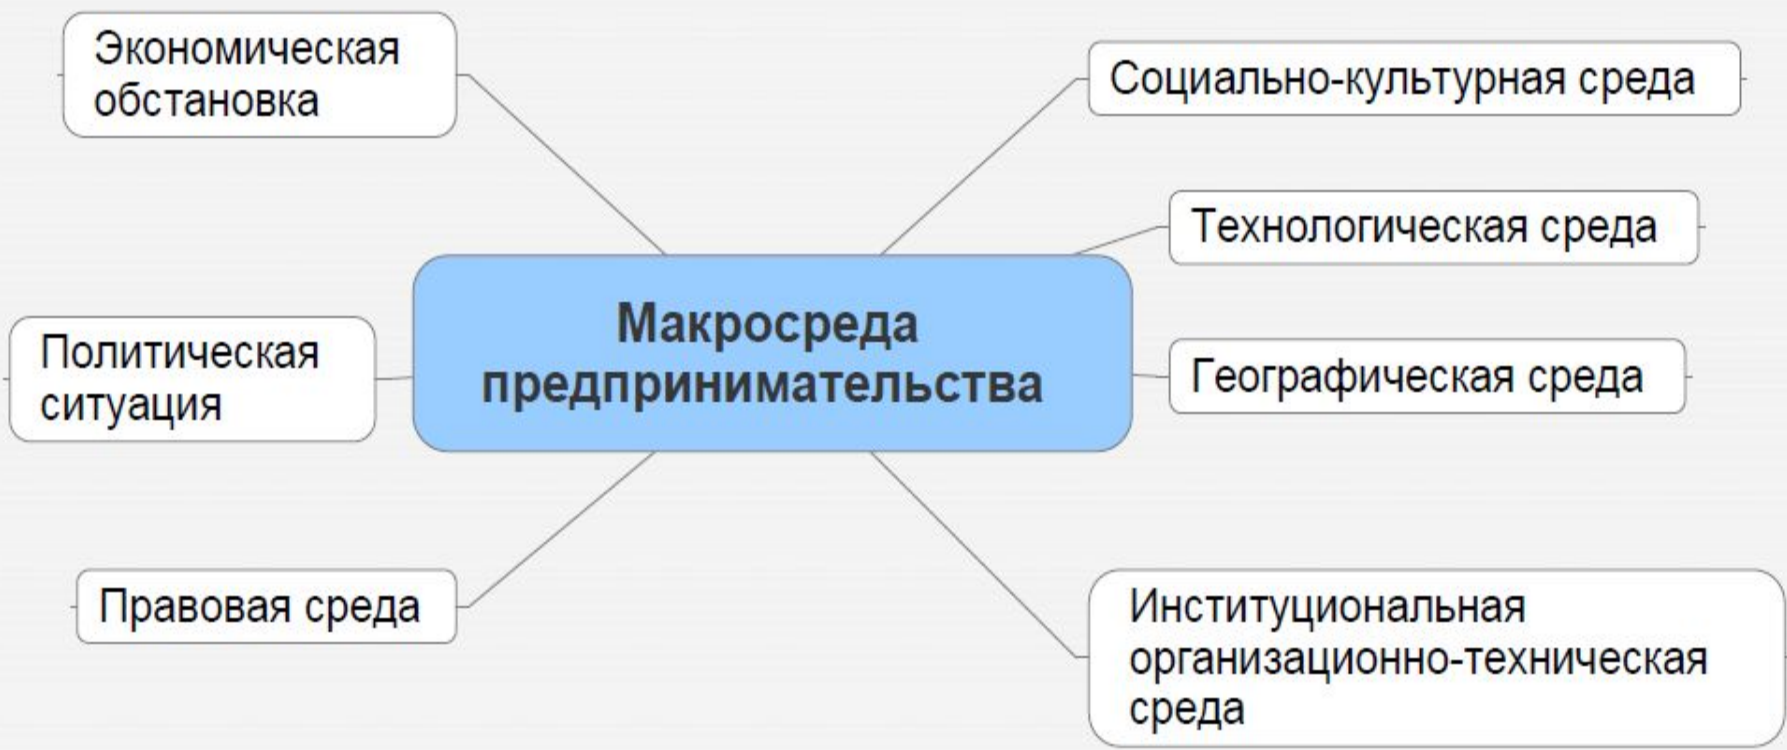 Экономическая
обстановка
Социально-культурная среда
Технологическая среда
Макросреда
предпринимательства
Политическая
ситуация
Географическая среда
Правовая среда
Институциональная
организационно-техническая
среда